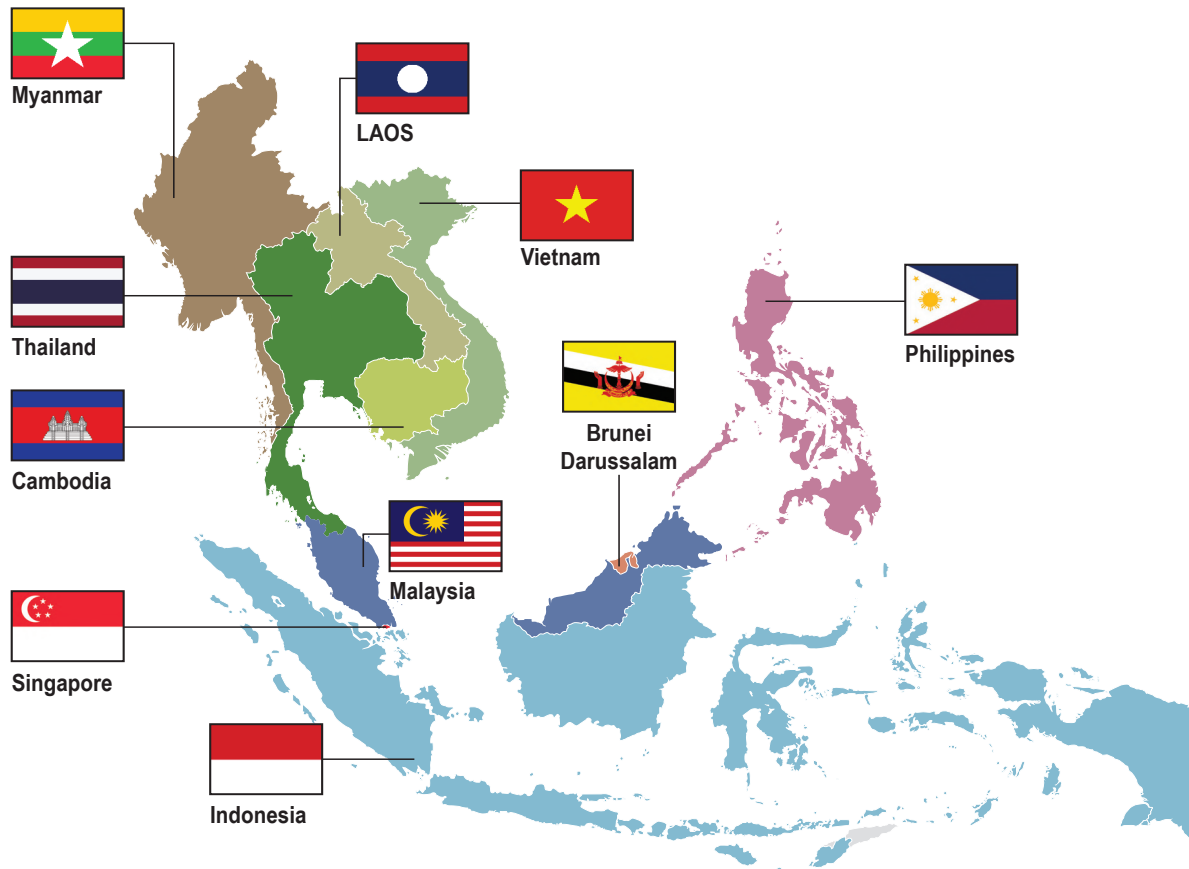 Myanmar
LAOS
Vietnam
Thailand
Philippines
Brunei
Darussalam
Cambodia
Malaysia
Singapore
Indonesia